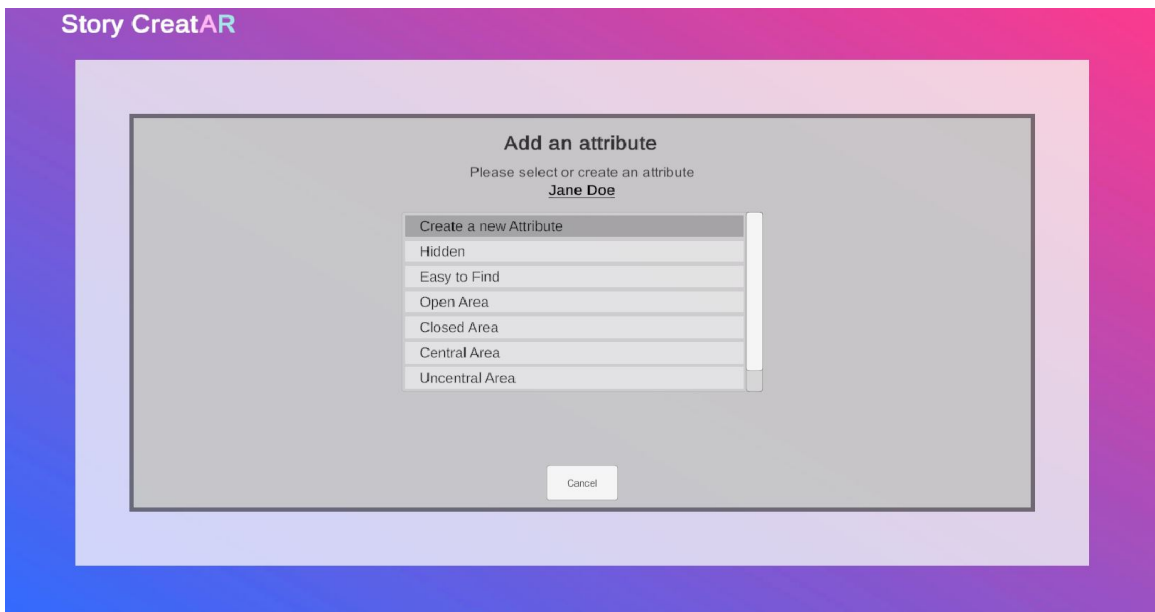 Story CreatAR
Add an attribute
Please select or create an attribute
Jane Doe
Create a new Attribute
Hidden
Easy to Find
Open Area
Closed Area
Central Area
Uncentral Area
Cancel